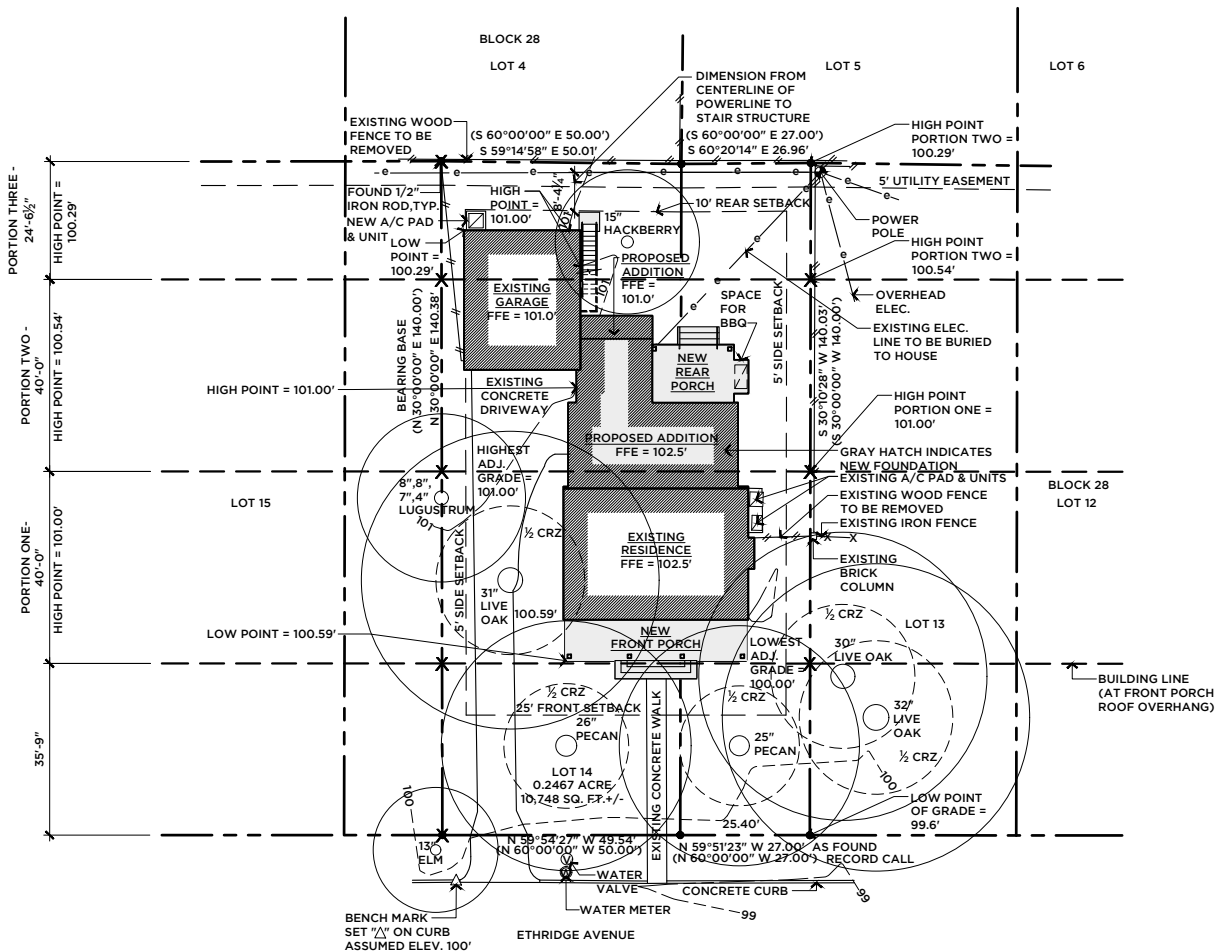 BLOCK 28
LOT 4
LOT 5
LOT 6
DIMENSION FROM
CENTERLINE OF
POWERLINE TO
STAIR STRUCTURE
EXISTING WOOD
FENCE TO BE
REMOVED
(S 60°00'00" E 50.00')
S 59°14'58" E 50.01'
(S 60°00'00" E 27.00')
S 60°20'14" E 26.96'
HIGH POINT
PORTION TWO =
100.29'
5' UTILITY EASEMENT
e
e
e
e
e
e
e
e
e
e
e
e
PORTION THREE -
24'-6½"
HIGH POINT =
100.29'
FOUND 1/2"
IRON ROD,TYP.
NEW A/C PAD
& UNIT
HIGH
POINT =
101.00'
8'-4¼"
101
15"
HACKBERRY
10' REAR SETBACK
POWER
POLE
LOW
POINT =
100.29'
HIGH POINT
PORTION TWO =
100.54'
PROPOSED
ADDITION
FFE =
101.0'
101
EXISTING
GARAGE
FFE = 101.0'
SPACE
FOR
BBQ
OVERHEAD
ELEC.
EXISTING ELEC.
LINE TO BE BURIED
TO HOUSE
PORTION TWO -
40'-0"
HIGH POINT = 100.54'
BEARING BASE
(N 30°00'00" E 140.00')
N 30°00'00" E 140.38'
5' SIDE SETBACK
S 30°10'28" W 140.03'
(S 30°00'00" W 140.00')
NEW
REAR
PORCH
HIGH POINT = 101.00'
EXISTING
CONCRETE
DRIVEWAY
HIGH POINT
PORTION ONE =
101.00'
PROPOSED ADDITION
FFE = 102.5'
GRAY HATCH INDICATES
NEW FOUNDATION
HIGHEST
ADJ.
GRADE =
101.00'
EXISTING A/C PAD & UNITS
EXISTING WOOD FENCE
TO BE REMOVED
EXISTING IRON FENCE
X
X
BLOCK 28
LOT 12
LOT 15
8",8",
7",4"
LUGUSTRUM
101
½ CRZ
EXISTING
RESIDENCE
FFE = 102.5'
EXISTING
BRICK
COLUMN
PORTION ONE-
40'-0"
HIGH POINT = 101.00'
5' SIDE SETBACK
31"
LIVE
OAK
100.59'
½ CRZ
LOT 13
LOW POINT = 100.59'
NEW
FRONT PORCH
LOWEST
ADJ.
GRADE =
100.00'
30"
LIVE OAK
BUILDING LINE
(AT FRONT PORCH
ROOF OVERHANG)
½ CRZ
25' FRONT SETBACK
26"
PECAN
½ CRZ
25"
PECAN
32"
LIVE
OAK
½ CRZ
35'-9"
EXISTING CONCRETE WALK
LOT 14
0.2467 ACRE
10,748 SQ. FT.+/-
100
100
25.40'
LOW POINT
OF GRADE =
99.6'
13"
ELM
N 59°54'27" W 49.54'
(N 60°00'00" W 50.00')
N 59°51'23" W 27.00' AS FOUND
(N 60°00'00" W 27.00') RECORD CALL
WATER
VALVE
CONCRETE CURB
99
99
WATER METER
BENCH MARK
SET "△" ON CURB
ASSUMED ELEV. 100'
ETHRIDGE AVENUE